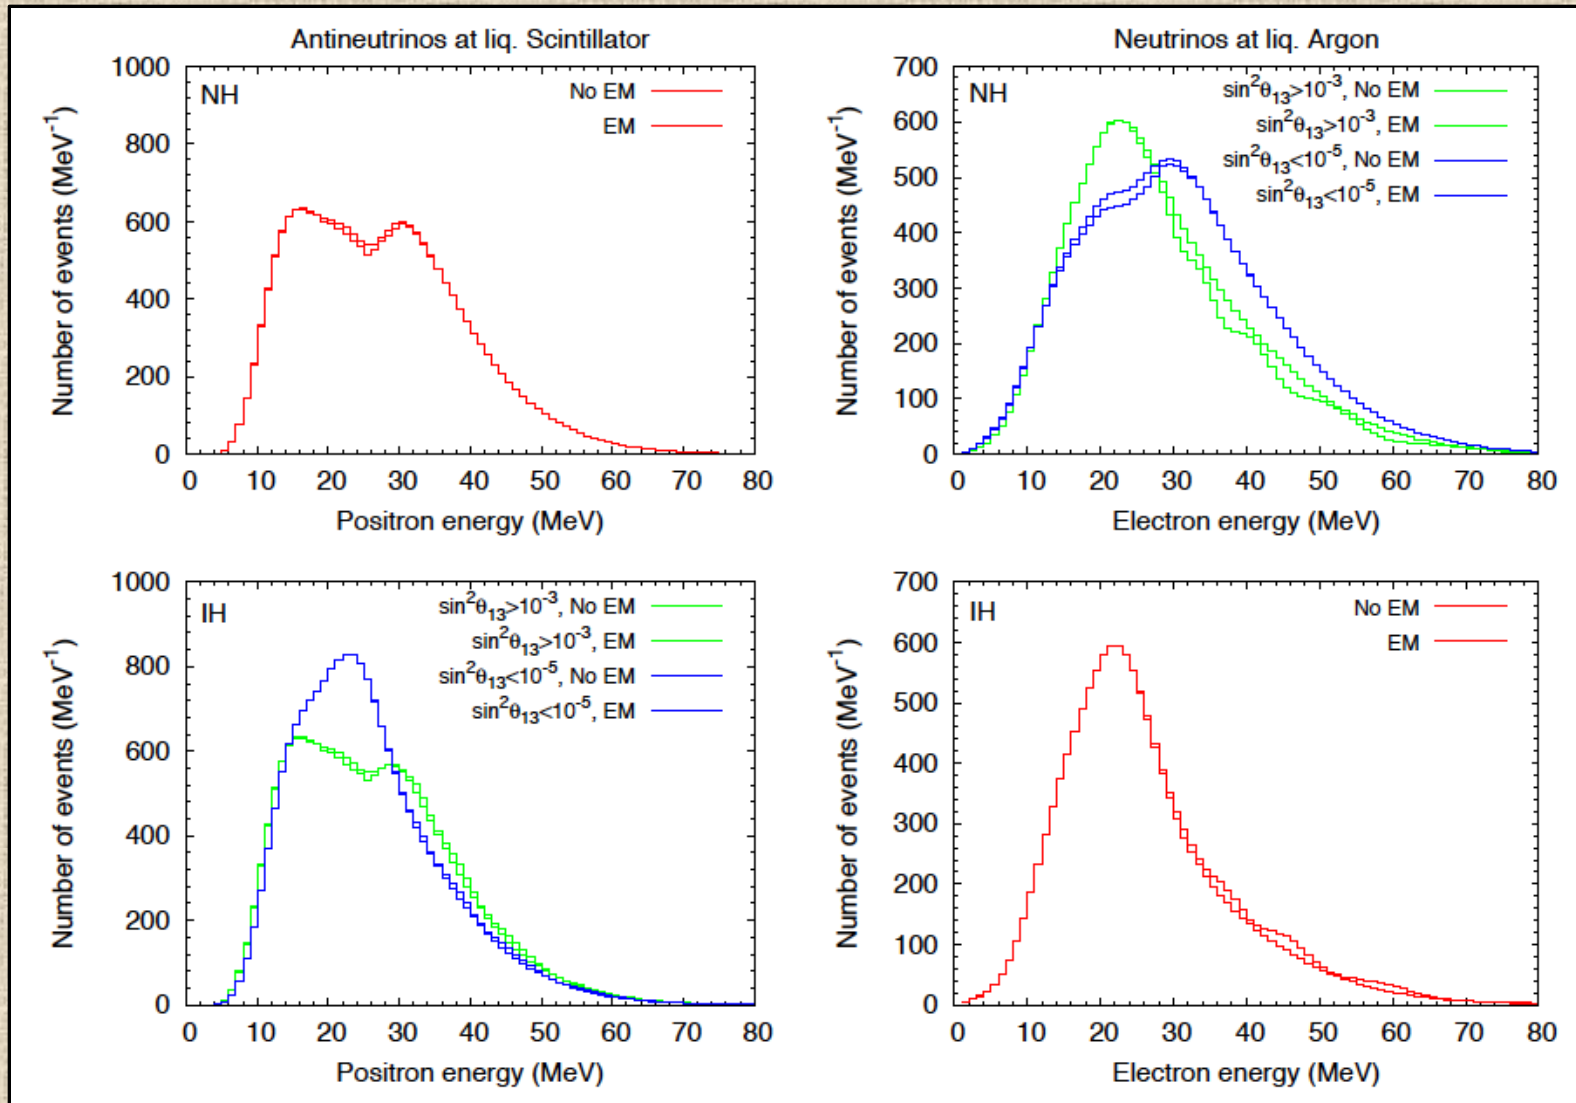 Antineutrinos at liq. Scintillator
1000
800
600
400
200
0
NH
No EM
EM
Number of events (MeV⁻¹)
0 10 20 30 40 50 60 70 80
Positron energy (MeV)
Neutrinos at liq. Argon
700
600
500
400
300
200
100
0
NH
sin²θ₁₃>10⁻³, No EM
sin²θ₁₃>10⁻³, EM
sin²θ₁₃<10⁻⁵, No EM
sin²θ₁₃<10⁻⁵, EM
Number of events (MeV⁻¹)
0 10 20 30 40 50 60 70 80
Electron energy (MeV)
1000
800
600
400
200
0
IH
sin²θ₁₃>10⁻³, No EM
sin²θ₁₃>10⁻³, EM
sin²θ₁₃<10⁻⁵, No EM
sin²θ₁₃<10⁻⁵, EM
Number of events (MeV⁻¹)
0 10 20 30 40 50 60 70 80
Positron energy (MeV)
700
600
500
400
300
200
100
0
IH
No EM
EM
Number of events (MeV⁻¹)
0 10 20 30 40 50 60 70 80
Electron energy (MeV)